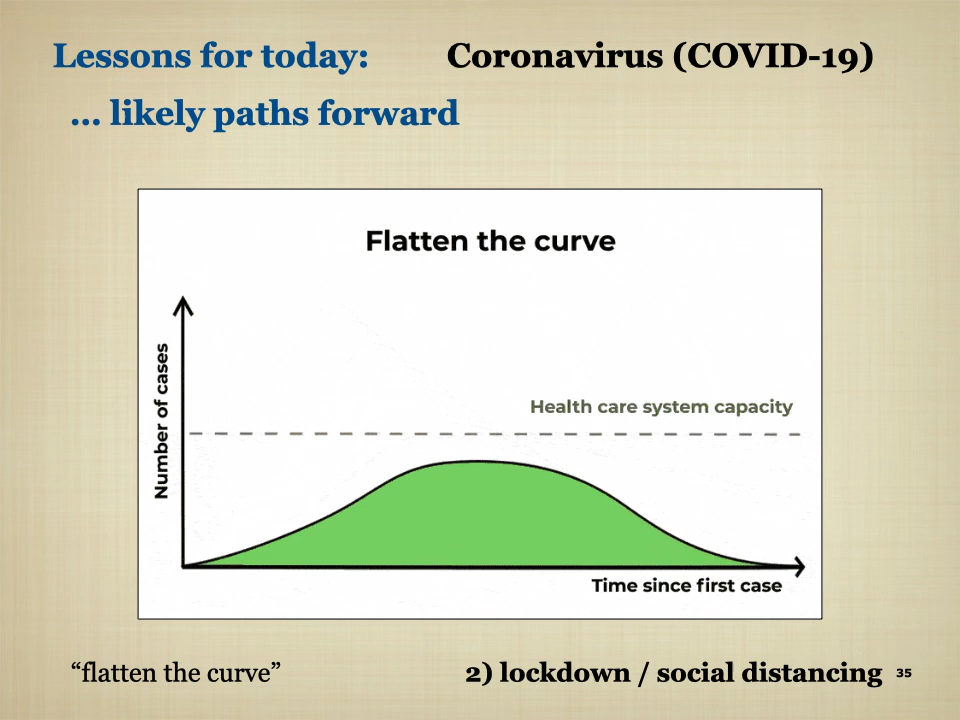 Lessons for today: Coronavirus (COVID-19)
... likely paths forward
Flatten the curve
Number of cases
Health care system capacity
Time since first case
“flatten the curve”
2) lockdown / social distancing
35